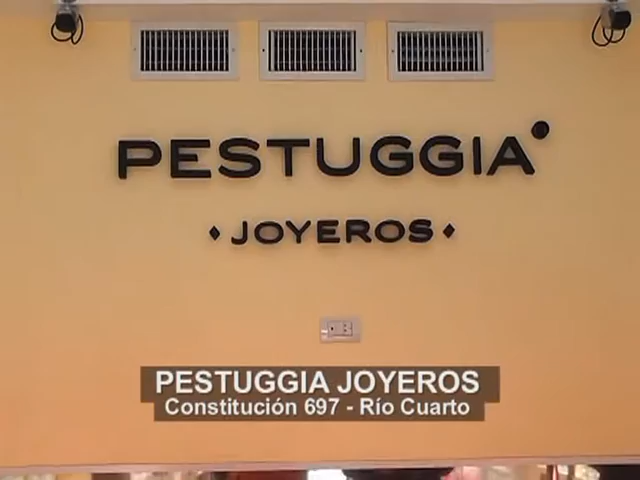 PESTUGGIA
JOYEROS
PESTUGGIA JOYEROS
Constitución 697 - Río Cuarto